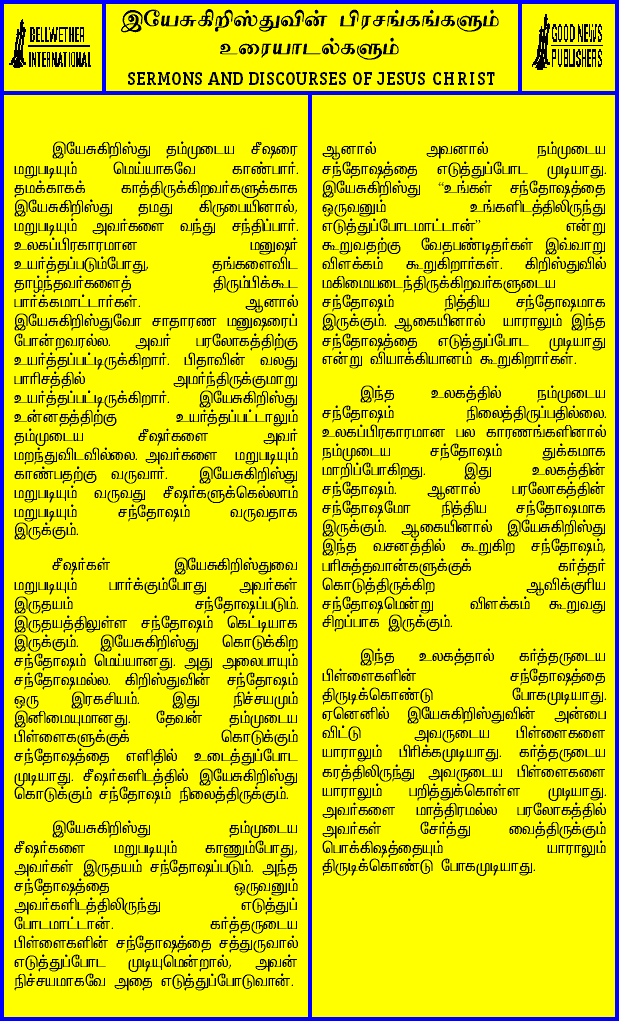 BELLWETHER
INTERNATIONAL
இயேசுகிறிஸ்துவின் பிரசங்கங்களும்
உரையாடல்களும்
SERMONS AND DISCOURSES OF JESUS CHRIST
GOOD NEWS
PUBLISHERS
இயேசுகிறிஸ்து தம்முடைய சீஷரை
மறுபடியும் மெய்யாகவே காண்பார்.
தமக்காகக் காத்திருக்கிறவர்களுக்காக
இயேசுகிறிஸ்து தமது கிருபையினால்,
மறுபடியும் அவர்களை வந்து சந்திப்பார்.
உலகப்பிரகாரமான மனுஷர்
உயர்த்தப்படும்போது, தங்களைவிட
தாழ்ந்தவர்களைத் திரும்பிக்கூட
பார்க்கமாட்டார்கள். ஆனால்
இயேசுகிறிஸ்துவோ சாதாரண மனுஷரைப்
போன்றவரல்ல. அவர் பரலோகத்திற்கு
உயர்த்தப்பட்டிருக்கிறார். பிதாவின் வலது
பாரிசத்தில் அமர்ந்திருக்குமாறு
உயர்த்தப்பட்டிருக்கிறார். இயேசுகிறிஸ்து
உன்னதத்திற்கு உயர்த்தப்பட்டாலும்
தம்முடைய சீஷர்களை அவர்
மறந்துவிடவில்லை. அவர்களை மறுபடியும்
காண்பதற்கு வருவார். இயேசுகிறிஸ்து
மறுபடியும் வருவது சீஷர்களுக்கெல்லாம்
மறுபடியும் சந்தோஷம் வருவதாக
இருக்கும்.
சீஷர்கள் இயேசுகிறிஸ்துவை
மறுபடியும் பார்க்கும்போது அவர்கள்
இருதயம் சந்தோஷப்படும்.
இருதயத்திலுள்ள சந்தோஷம் கெட்டியாக
இருக்கும். இயேசுகிறிஸ்து கொடுக்கிற
சந்தோஷம் மெய்யானது. அது அலைபாயும்
சந்தோஷமல்ல. கிறிஸ்துவின் சந்தோஷம்
ஒரு இரகசியம். இது நிச்சயமும்
இனிமையுமானது. தேவன் தம்முடைய
பிள்ளைகளுக்குக் கொடுக்கும்
சந்தோஷத்தை எளிதில் உடைத்துப்போட
முடியாது. சீஷர்களிடத்தில் இயேசுகிறிஸ்து
கொடுக்கும் சந்தோஷம் நிலைத்திருக்கும்.
இயேசுகிறிஸ்து தம்முடைய
சீஷர்களை மறுபடியும் காணும்போது,
அவர்கள் இருதயம் சந்தோஷப்படும். அந்த
சந்தோஷத்தை ஒருவனும்
அவர்களிடத்திலிருந்து எடுத்துப்
போடமாட்டான். கர்த்தருடைய
பிள்ளைகளின் சந்தோஷத்தை சத்துருவால்
எடுத்துப்போட முடியுமென்றால், அவன்
நிச்சயமாகவே அதை எடுத்துப்போடுவான்.
ஆனால் அவனால் நம்முடைய
சந்தோஷத்தை எடுத்துப்போட முடியாது.
இயேசுகிறிஸ்து “உங்கள் சந்தோஷத்தை
ஒருவனும் உங்களிடத்திலிருந்து
எடுத்துப்போடமாட்டான்” என்று
கூறுவதற்கு வேதபண்டிதர்கள் இவ்வாறு
விளக்கம் கூறுகிறார்கள். கிறிஸ்துவில்
மகிமையடைந்திருக்கிறவர்களுடைய
சந்தோஷம் நித்திய சந்தோஷமாக
இருக்கும். ஆகையினால் யாராலும் இந்த
சந்தோஷத்தை எடுத்துப்போட முடியாது
என்று வியாக்கியானம் கூறுகிறார்கள்.
இந்த உலகத்தில் நம்முடைய
சந்தோஷம் நிலைத்திருப்பதில்லை.
உலகப்பிரகாரமான பல காரணங்களினால்
நம்முடைய சந்தோஷம் துக்கமாக
மாறிப்போகிறது. இது உலகத்தின்
சந்தோஷம். ஆனால் பரலோகத்தின்
சந்தோஷமோ நித்திய சந்தோஷமாக
இருக்கும். ஆகையினால் இயேசுகிறிஸ்து
இந்த வசனத்தில் கூறுகிற சந்தோஷம்,
பரிசுத்தவான்களுக்குக் கர்த்தர்
கொடுத்திருக்கிற ஆவிக்குரிய
சந்தோஷமென்று விளக்கம் கூறுவது
சிறப்பாக இருக்கும்.
இந்த உலகத்தால் கர்த்தருடைய
பிள்ளைகளின் சந்தோஷத்தை
திருடிக்கொண்டு போகமுடியாது.
ஏனெனில் இயேசுகிறிஸ்துவின் அன்பை
விட்டு அவருடைய பிள்ளைகளை
யாராலும் பிரிக்கமுடியாது. கர்த்தருடைய
கரத்திலிருந்து அவருடைய பிள்ளைகளை
யாராலும் பறித்துக்கொள்ள முடியாது.
அவர்களை மாத்திரமல்ல பரலோகத்தில்
அவர்கள் சேர்த்து வைத்திருக்கும்
பொக்கிஷத்தையும் யாராலும்
திருடிக்கொண்டு போகமுடியாது.